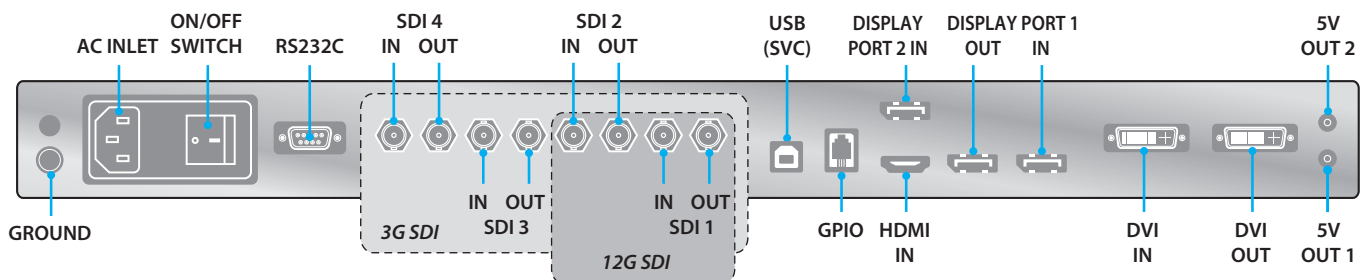 AC INLET
ON/OFF
SWITCH
RS232C
SDI 4
IN OUT
SDI 2
IN OUT
USB
(SVC)
DISPLAY
PORT 2 IN
DISPLAY PORT 1
OUT IN
5V
OUT 2
GROUND
3G SDI
IN OUT
SDI 3
12G SDI
IN OUT
SDI 1
GPIO
HDMI
IN
DVI
IN
DVI
OUT
5V
OUT 1